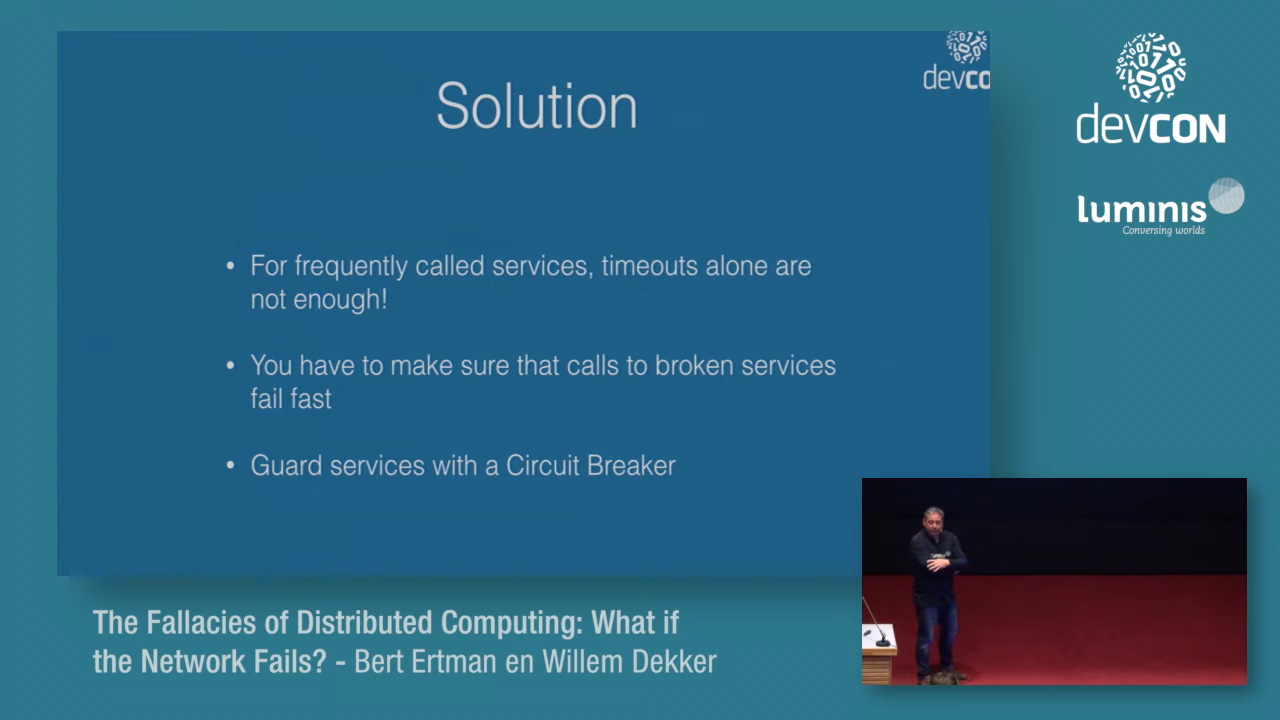 devco
Solution
• For frequently called services, timeouts alone are
not enough!
• You have to make sure that calls to broken services
fail fast
• Guard services with a Circuit Breaker
devCON
luminis
Conversing worlds
The Fallacies of Distributed Computing: What if
the Network Fails? - Bert Ertman en Willem Dekker